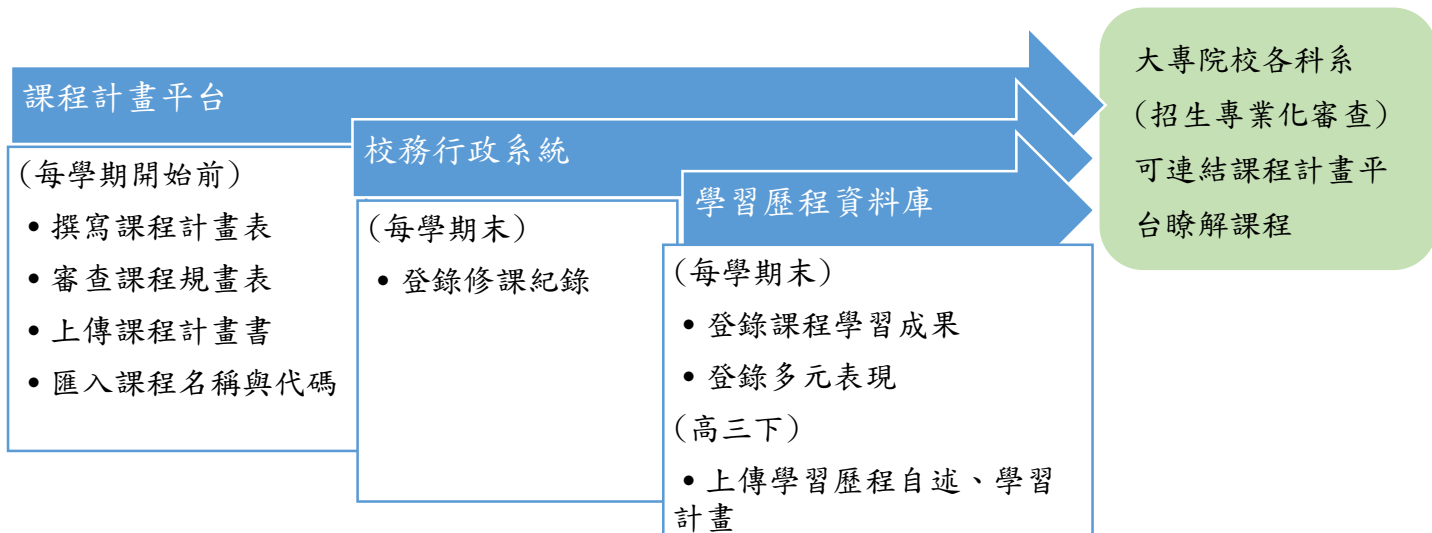 課程計畫平台
(每學期開始前)
• 撰寫課程計畫表
• 審查課程規畫表
• 上傳課程計畫書
• 匯入課程名稱與代碼
校務行政系統
(每學期末)
• 登錄修課紀錄
學習歷程資料庫
(每學期末)
• 登錄課程學習成果
• 登錄多元表現
(高三下)
• 上傳學習歷程自述、學習
計畫
大專院校各科系
(招生專業化審查)
可連結課程計畫平
台瞭解課程